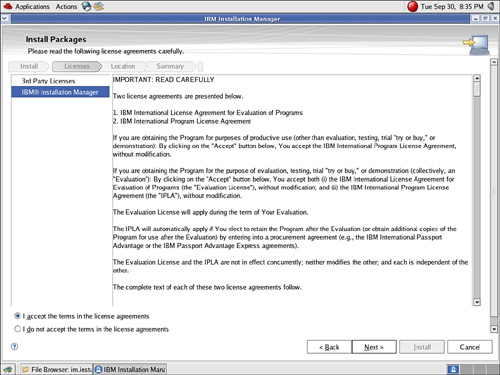 Applications Actions
Tue Sep 30, 8:35 PM
IBM Installation Manager
Install Packages
Please read the following license agreements carefully.
Install
Licenses
Location
Summary
3rd Party Licenses
IBM® Installation Manager
IMPORTANT: READ CAREFULLY
Two license agreements are presented below.
1. IBM International License Agreement for Evaluation of Programs
2. IBM International Program License Agreement
If you are obtaining the Program for purposes of productive use (other than evaluation, testing, trial "try or buy," or
demonstration): By clicking on the "Accept" button below, You accept the IBM International Program License Agreement,
without modification.
If you are obtaining the Program for the purpose of evaluation, testing, trial "try or buy," or demonstration (collectively, an
"Evaluation"): By clicking on the "Accept" button below, You accept both (i) the IBM International License Agreement for
Evaluation of Programs (the "Evaluation License"), without modification; and (ii) the IBM International Program License
Agreement (the "IPLA"), without modification.
The Evaluation License will apply during the term of Your Evaluation.
The IPLA will automatically apply if You elect to retain the Program after the Evaluation (or obtain additional copies of the
Program for use after the Evaluation) by entering into a procurement agreement (e.g., the IBM International Passport
Advantage or the IBM Passport Advantage Express agreements).
The Evaluation License and the IPLA are not in effect concurrently; neither modifies the other; and each is independent of the
other.
The complete text of each of these two license agreements follow.
I accept the terms in the license agreements
I do not accept the terms in the license agreements
< Back
Next >
Install
Cancel
File Browser: im.insta
IBM Installation Mana